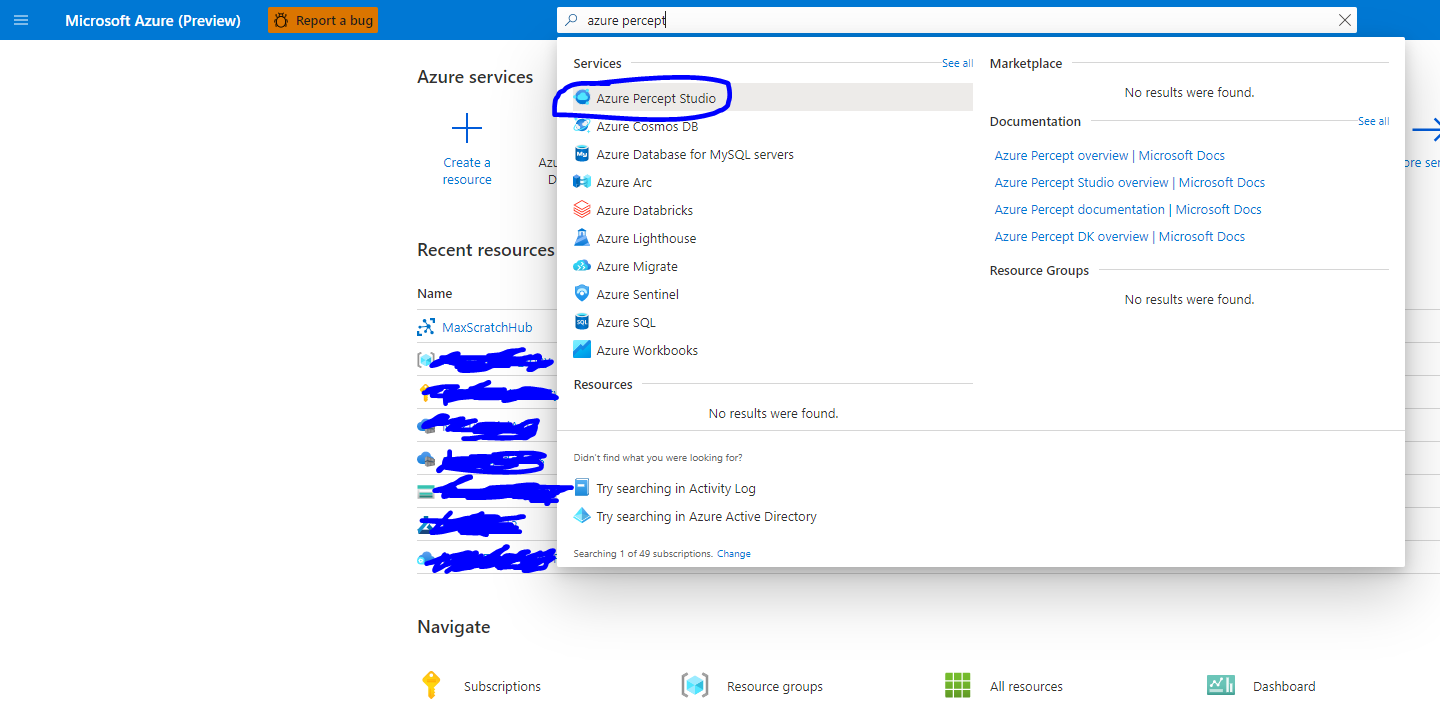 Microsoft Azure (Preview)
Report a bug
azure percept
Azure services
Create a
resource
Azu
D
Recent resources
Name
MaxScratchHub
Services
See all
Azure Percept Studio
Azure Cosmos DB
Azure Database for MySQL servers
Azure Arc
Azure Databricks
Azure Lighthouse
Azure Migrate
Azure Sentinel
Azure SQL
Azure Workbooks
Resources
No results were found.
Marketplace
No results were found.
Documentation
See all
Azure Percept overview | Microsoft Docs
Azure Percept Studio overview | Microsoft Docs
Azure Percept documentation | Microsoft Docs
Azure Percept DK overview | Microsoft Docs
Resource Groups
No results were found.
ore ser
Didn't find what you were looking for?
Try searching in Activity Log
Try searching in Azure Active Directory
Searching 1 of 49 subscriptions. Change
Navigate
Subscriptions
Resource groups
All resources
Dashboard